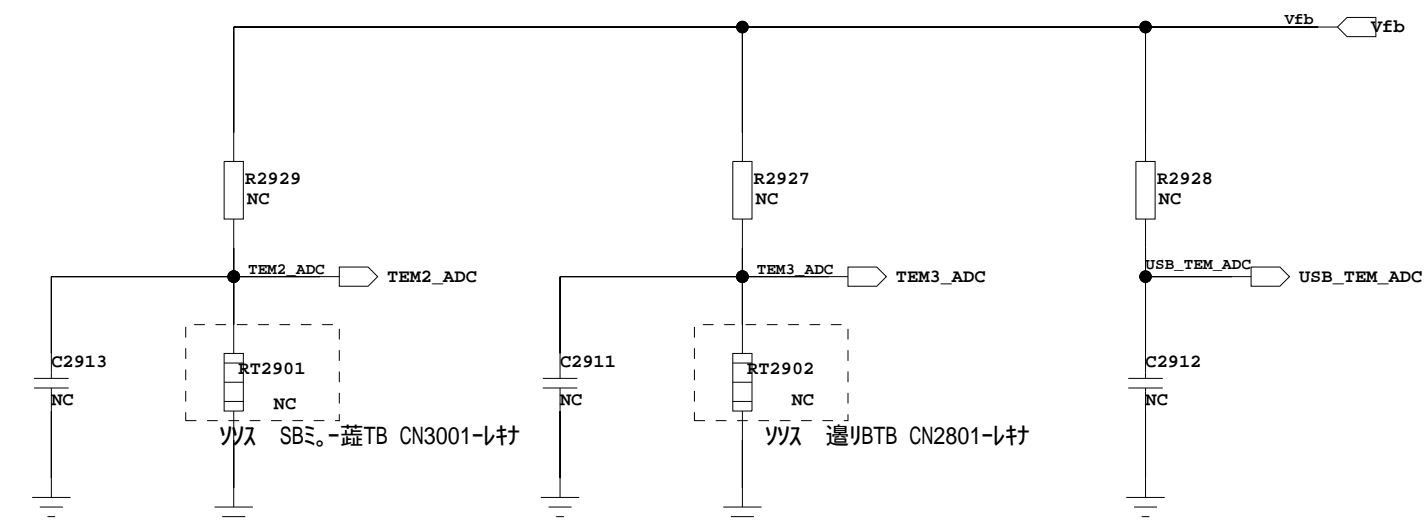 Vfb
Vfb
R2929
NC
R2927
NC
R2928
NC
TEM2_ADC
TEM2_ADC
TEM3_ADC
TEM3_ADC
USB_TEM_ADC
USB_TEM_ADC
C2913
NC
RT2901
NC
C2911
NC
RT2902
NC
C2912
NC
ソソス SBミ。ー蕋TB CN3001ーレキナ
ソソス 邉リBTB CN2801ーレキナ